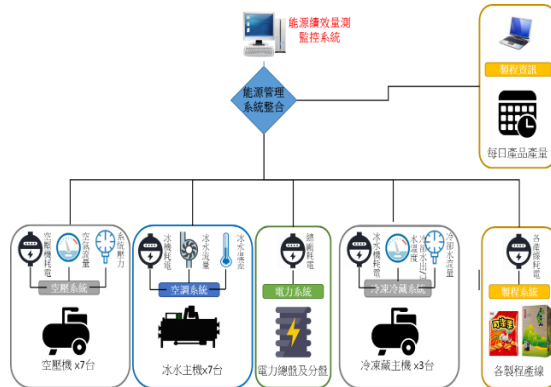 能源績效量測
監控系統
能源管理
系統整合
製程資訊
每日產品產量
空壓機耗電
空氣流量
系統壓力
空壓系統
空壓機 x7台
冰機耗電
冰水流量
冰水溫差
空調系統
冰水主機x7台
總盤耗電
電力系統
電力總盤及分盤
冰水機耗電
冷卻水出
水溫度
冷卻水流量
冷凍冷藏系統
冷凍藏主機 x3台
各產線耗電
製程系統
各製程產線